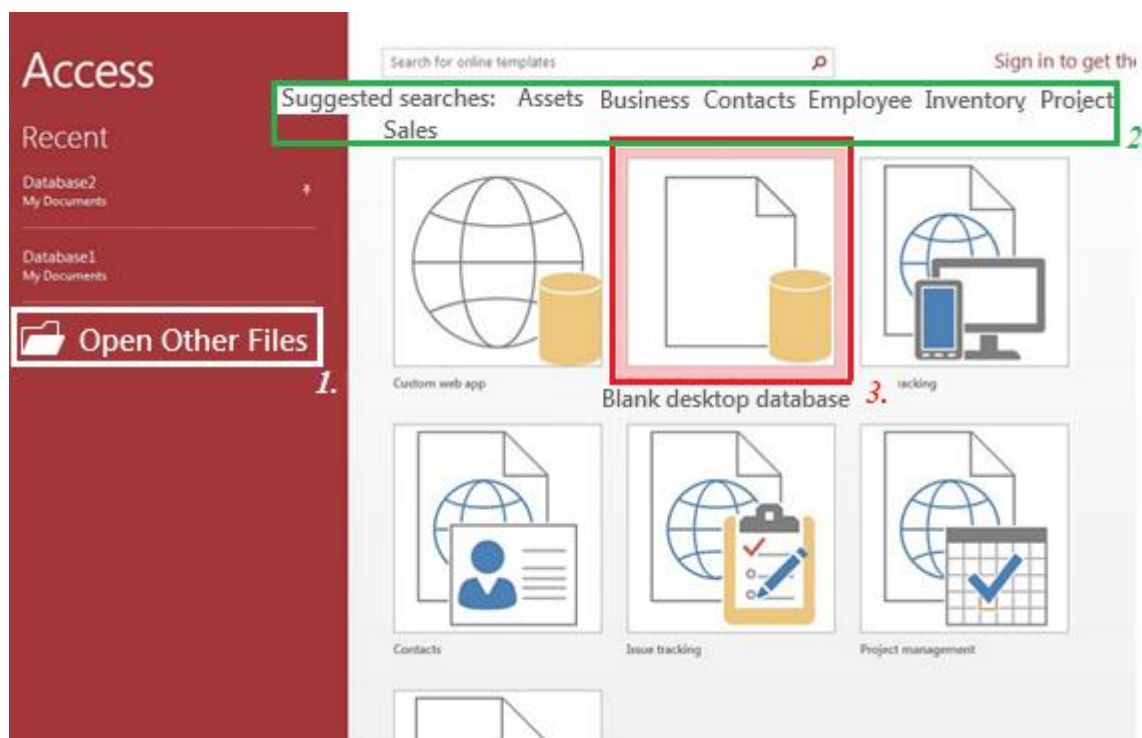 Access
Recent
Database2
My Documents
Database1
My Documents
Open Other Files
1.
Search for online templates
Sign in to get the
Suggested searches: Assets Business Contacts Employee Inventory Project
Sales
2
Custom web app
Blank desktop database
3.
acking
Contacts
Issue tracking
Project management